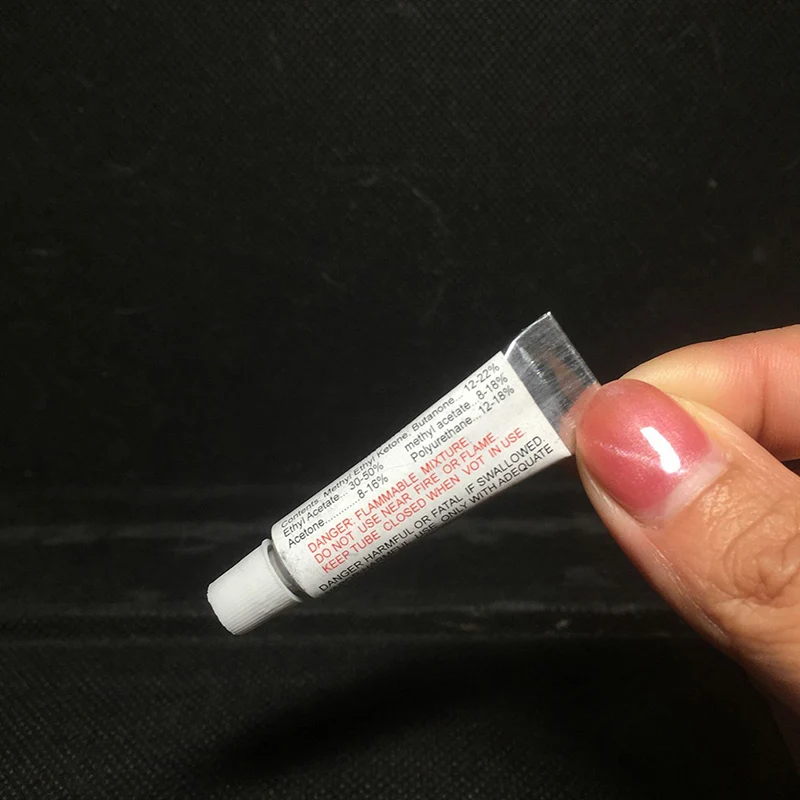 Contents. Methyl Ethyl Ketone, Butanone... 12-22%
Ethyl Acetate... 30-50% methyl acetate...8-18%
Acetone............8-16% Polyurethane...12-18%
DANGER: FLAMMABLE MIXTURE
DO NOT USE NEAR FIRE OR FLAME
KEEP TUBE CLOSED WHEN VOT IN USE
DANGER HARMFUL OR FATAL IF SWALLOWED.
USE ONLY WITH ADEQUATE